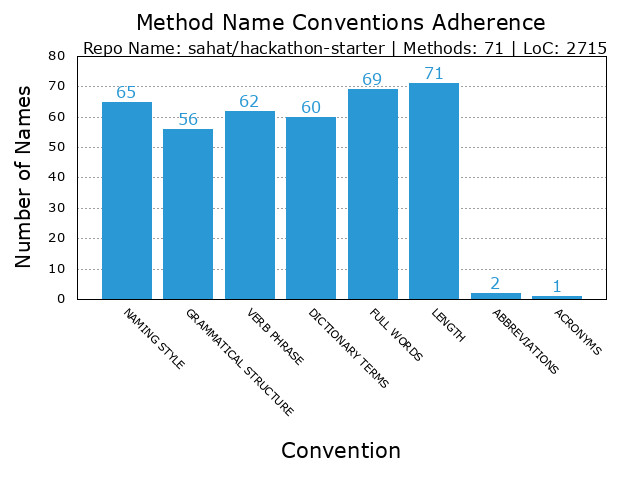 Method Name Conventions Adherence
Repo Name: sahat/hackathon-starter | Methods: 71 | LoC: 2715
Number of Names
80
70
60
50
40
30
20
10
0
65
56
62
60
69
71
2
1
NAMING STYLE
GRAMMATICAL STRUCTURE
VERB PHRASE
DICTIONARY TERMS
FULL WORDS
LENGTH
ABBREVIATIONS
ACRONYMS
Convention